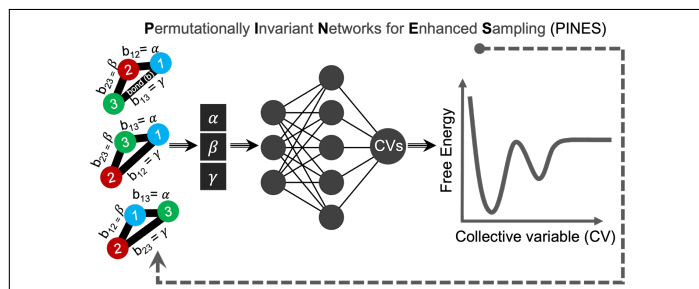 Permutationally Invariant Networks for Enhanced Sampling (PINES)
b₁₂ = α
b₂₃ = β
2
1
bond (b)
3
b₁₃ = γ
b₁₃ = α
b₂₃ = β
3
1
2
b₁₂ = γ
b₁₃ = α
b₁₂ = β
1
3
2
b₂₃ = γ
α
β
γ
CVs
Free Energy
Collective variable (CV)